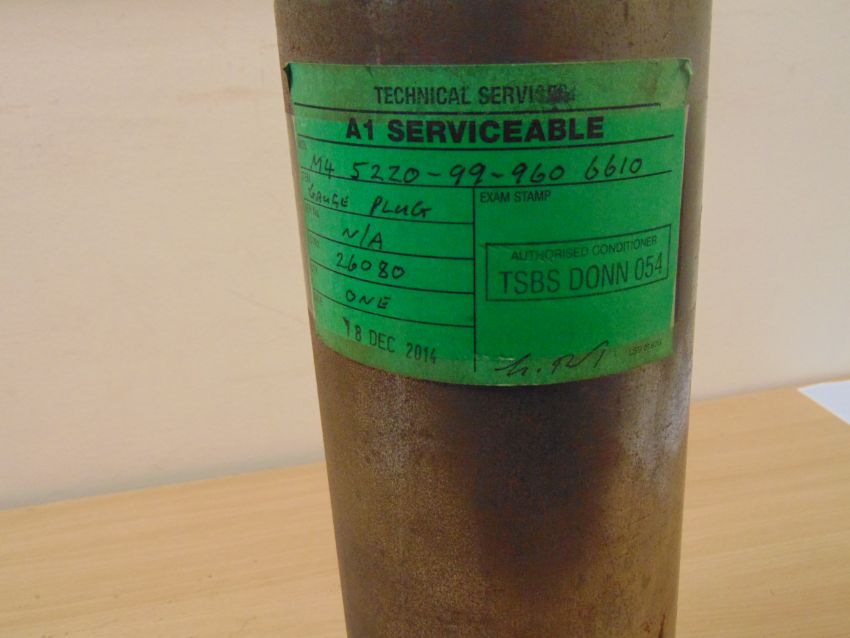 TECHNICAL SERVICES
A1 SERVICEABLE
M4 5220-99-960 6610
GAUGE PLUG
EXAM STAMP
N/A
26080
AUTHORISED CONDITIONER
TSBS DONN 054
ONE
18 DEC 2014